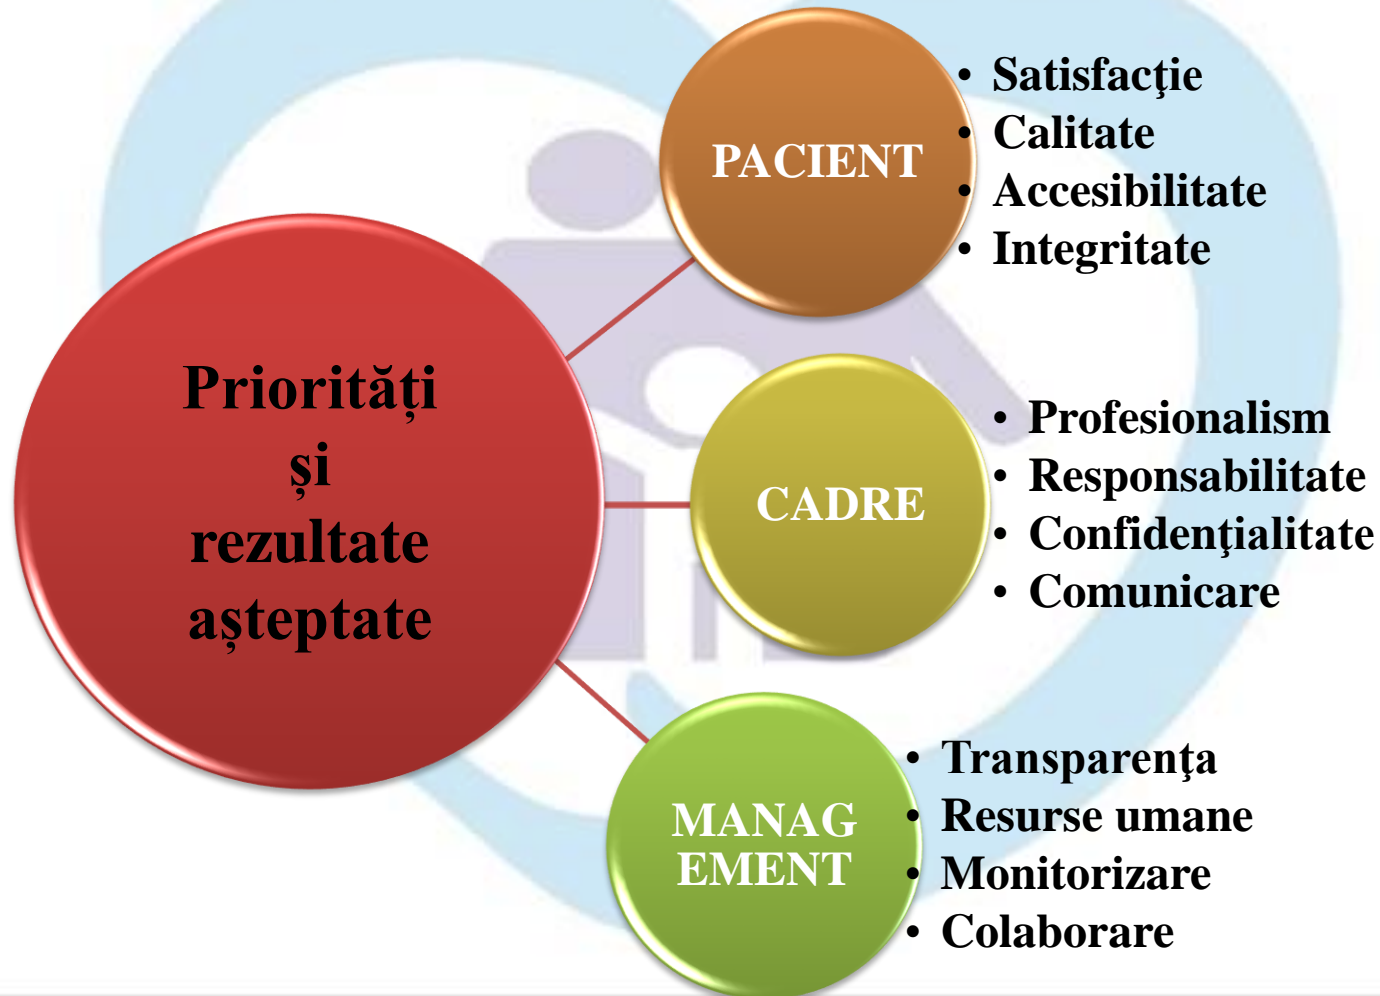 Priorități
și
rezultate
așteptate
PACIENT
• Satisfacţie
• Calitate
• Accesibilitate
• Integritate
CADRE
• Profesionalism
• Responsabilitate
• Confidenţialitate
• Comunicare
MANAG
EMENT
• Transparenţa
• Resurse umane
• Monitorizare
• Colaborare